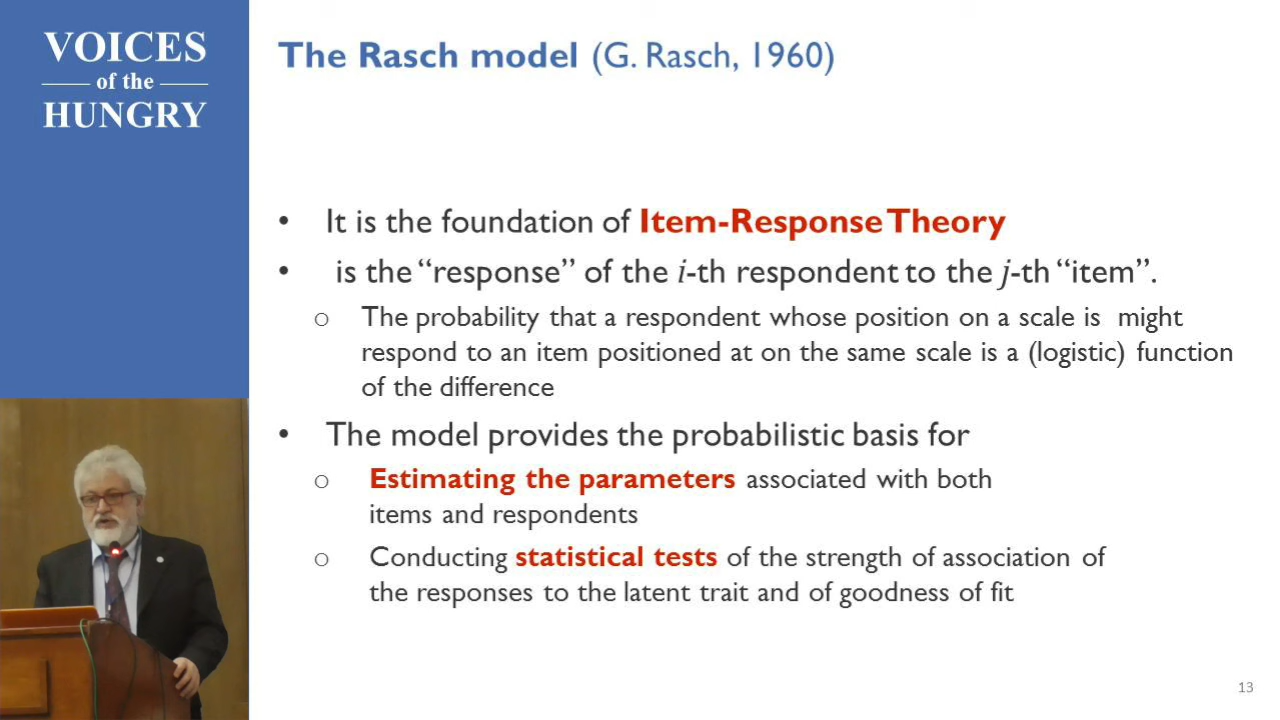 VOICES
of the
HUNGRY
The Rasch model (G. Rasch, 1960)
• It is the foundation of Item-Response Theory
• is the “response” of the i-th respondent to the j-th “item”.
o The probability that a respondent whose position on a scale is might
respond to an item positioned at on the same scale is a (logistic) function
of the difference
• The model provides the probabilistic basis for
o Estimating the parameters associated with both
items and respondents
o Conducting statistical tests of the strength of association of
the responses to the latent trait and of goodness of fit
13